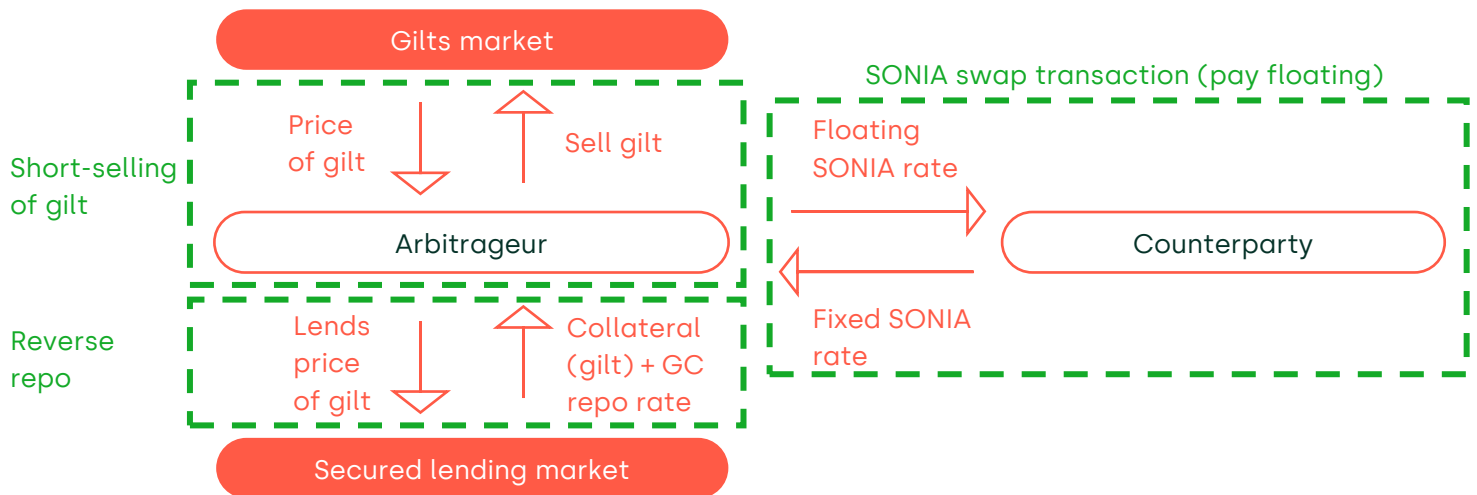 Gilts market
SONIA swap transaction (pay floating)
Short-selling
of gilt
Price
of gilt
Sell gilt
Floating
SONIA rate
Arbitrageur
Counterparty
Fixed SONIA
rate
Reverse
repo
Lends
price
of gilt
Collateral
(gilt) + GC
repo rate
Secured lending market